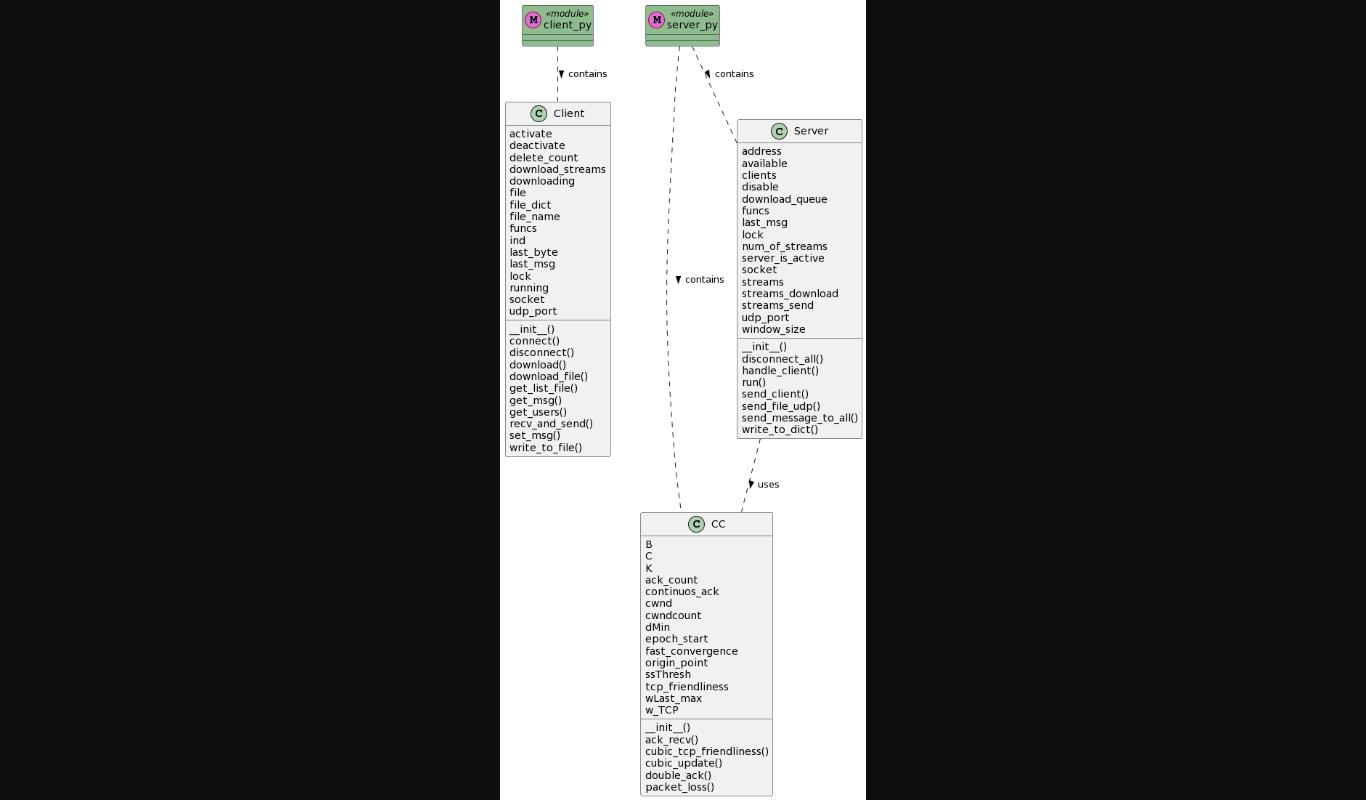 M «module» client_py
contains
C Client
activate
deactivate
delete_count
download_streams
downloading
file
file_dict
file_name
funcs
ind
last_byte
last_msg
lock
running
socket
udp_port
__init__()
connect()
disconnect()
download()
download_file()
get_list_file()
get_msg()
get_users()
recv_and_send()
set_msg()
write_to_file()
M «module» server_py
contains
contains
C Server
address
available
clients
disable
download_queue
funcs
last_msg
lock
num_of_streams
server_is_active
socket
streams
streams_download
streams_send
udp_port
window_size
__init__()
disconnect_all()
handle_client()
run()
send_client()
send_file_udp()
send_message_to_all()
write_to_dict()
uses
C CC
B
C
K
ack_count
continuos_ack
cwnd
cwndcount
dMin
epoch_start
fast_convergence
origin_point
ssThresh
tcp_friendliness
wLast_max
w_TCP
__init__()
ack_recv()
cubic_tcp_friendliness()
cubic_update()
double_ack()
packet_loss()